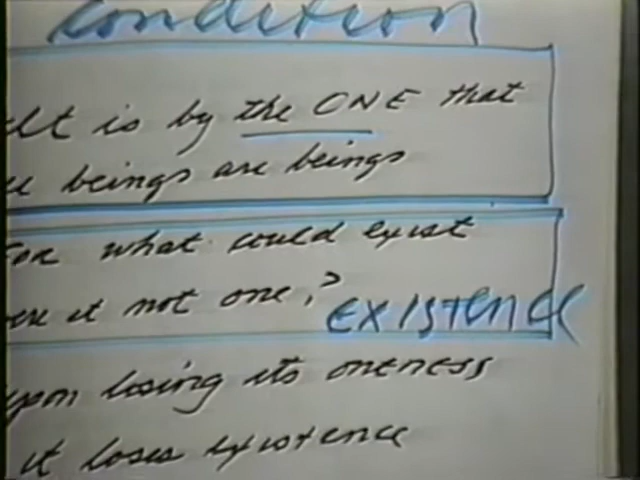 condition
It is by the ONE that
beings are beings
For what could exist
it not one?
EXISTENCE
upon losing its oneness
it loses existence